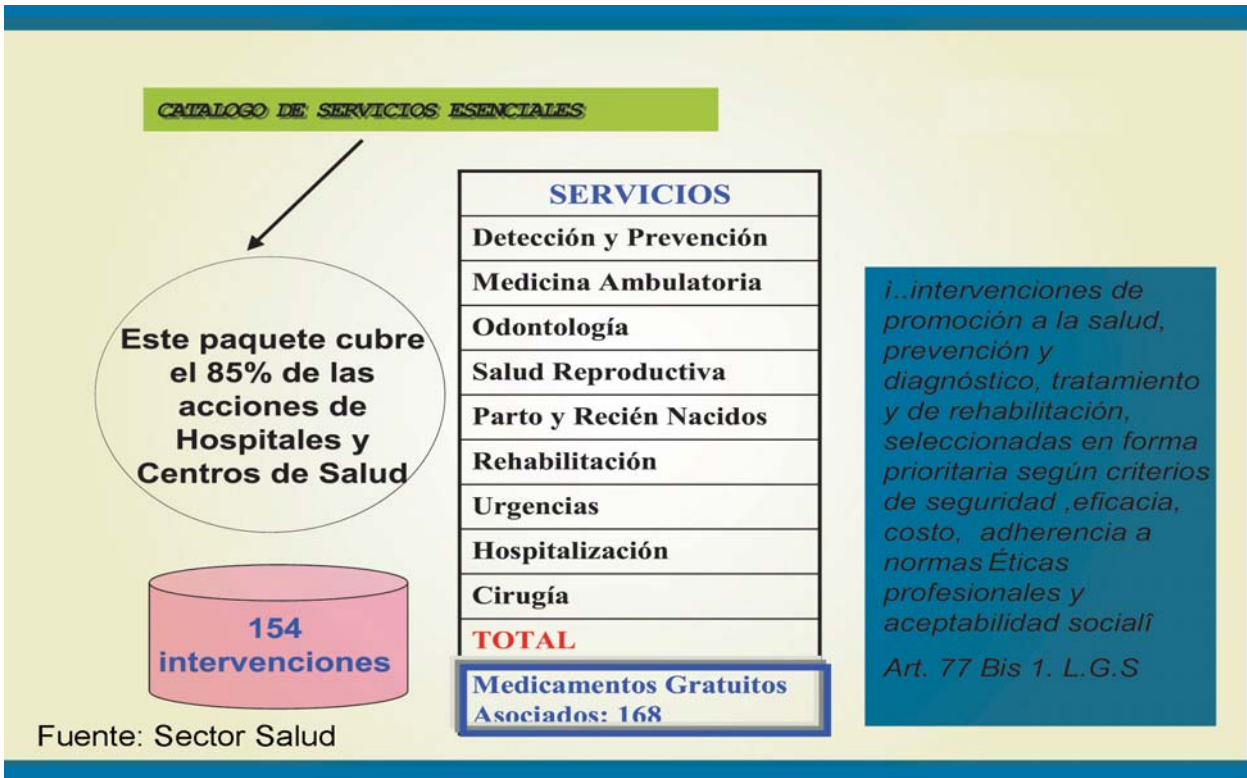 CATALOGO DE SERVICIOS ESENCIALES
Este paquete cubre
el 85% de las
acciones de
Hospitales y
Centros de Salud
154
intervenciones
SERVICIOS
Detección y Prevención
Medicina Ambulatoria
Odontología
Salud Reproductiva
Parto y Recién Nacidos
Rehabilitación
Urgencias
Hospitalización
Cirugía
TOTAL
Medicamentos Gratuitos
Asociados: 168
ì..intervenciones de
promoción a la salud,
prevención y
diagnóstico, tratamiento
y de rehabilitación,
seleccionadas en forma
prioritaria según criterios
de seguridad ,eficacia,
costo, adherencia a
normas Éticas
profesionales y
aceptabilidad socialî
Art. 77 Bis 1. L.G.S
Fuente: Sector Salud